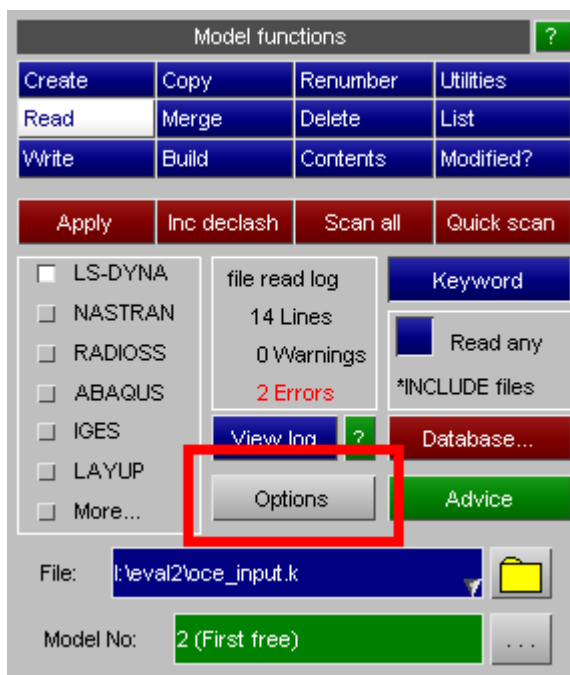 Model functions ?
Create Copy Renumber Utilities
Read Merge Delete List
Write Build Contents Modified?
Apply Inc declash Scan all Quick scan
LS-DYNA
NASTRAN
RADIOSS
ABAQUS
IGES
LAYUP
More...
file read log
14 Lines
0 Warnings
2 Errors
View log ?
Options
Keyword
Read any
*INCLUDE files
Database...
Advice
File: I:\eval2\oce_input.k
Model No: 2 (First free) ...